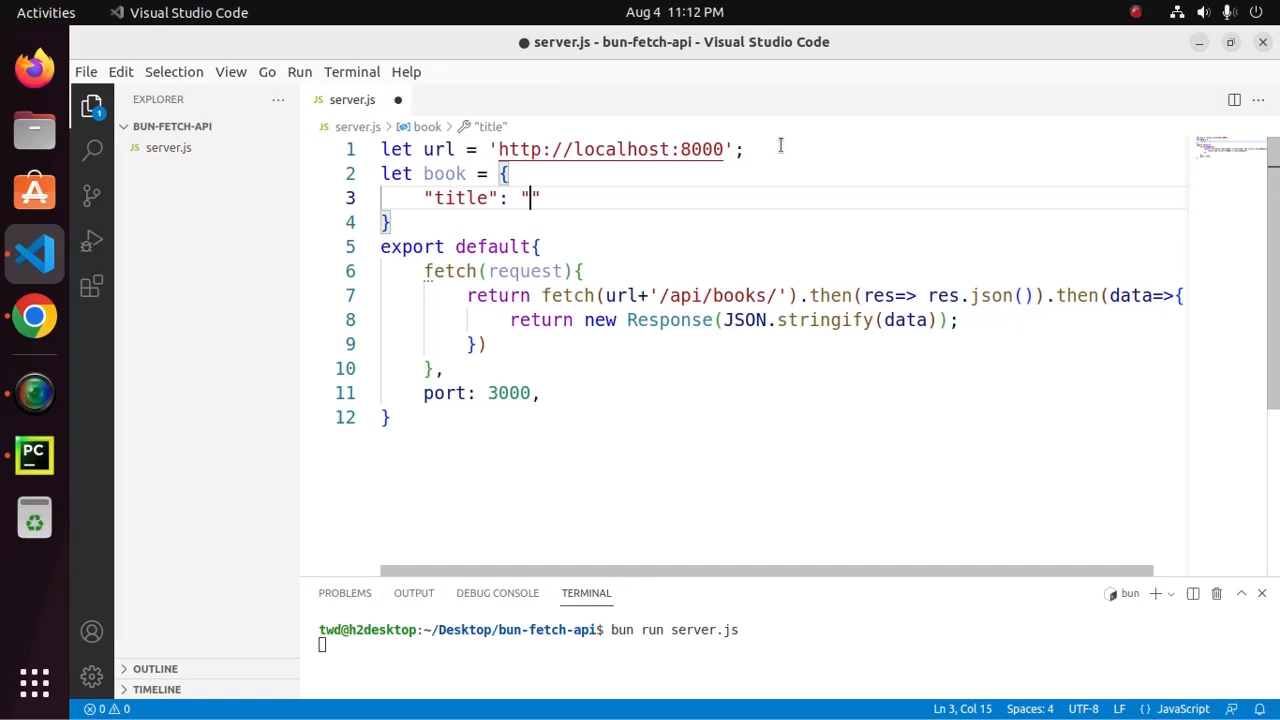 Activities Visual Studio Code Aug 4 11:12 PM
server.js - bun-fetch-api - Visual Studio Code
File Edit Selection View Go Run Terminal Help
EXPLORER
BUN-FETCH-API
JS server.js
1
JS server.js
JS server.js > book > "title"
1 let url = 'http://localhost:8000';
2 let book = {
3 "title": ""
4 }
5 export default{
6 fetch(request){
7 return fetch(url+'/api/books/').then(res=> res.json()).then(data=>{
8 return new Response(JSON.stringify(data));
9 })
10 },
11 port: 3000,
12 }
PC
PROBLEMS OUTPUT DEBUG CONSOLE TERMINAL bun
twd@h2desktop:~/Desktop/bun-fetch-api$ bun run server.js
OUTLINE
TIMELINE
0 0 Ln 3, Col 15 Spaces: 4 UTF-8 LF {} JavaScript